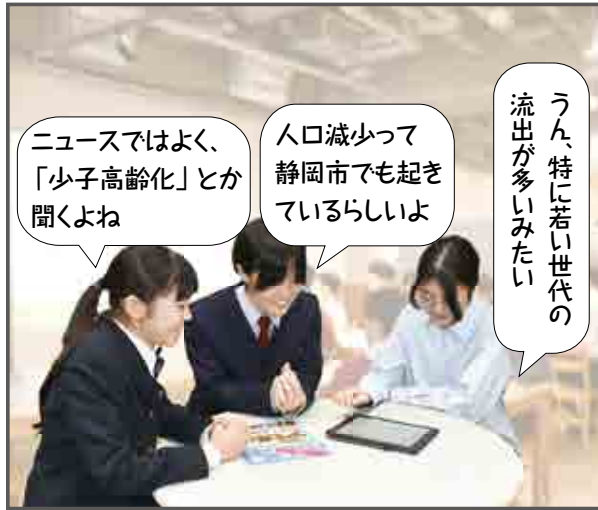 ニュースではよく、
「少子高齢化」とか
聞くよね
人口減少って
静岡市でも起き
ているらしいよ
うん、特に若い世代の
流出が多いみたい